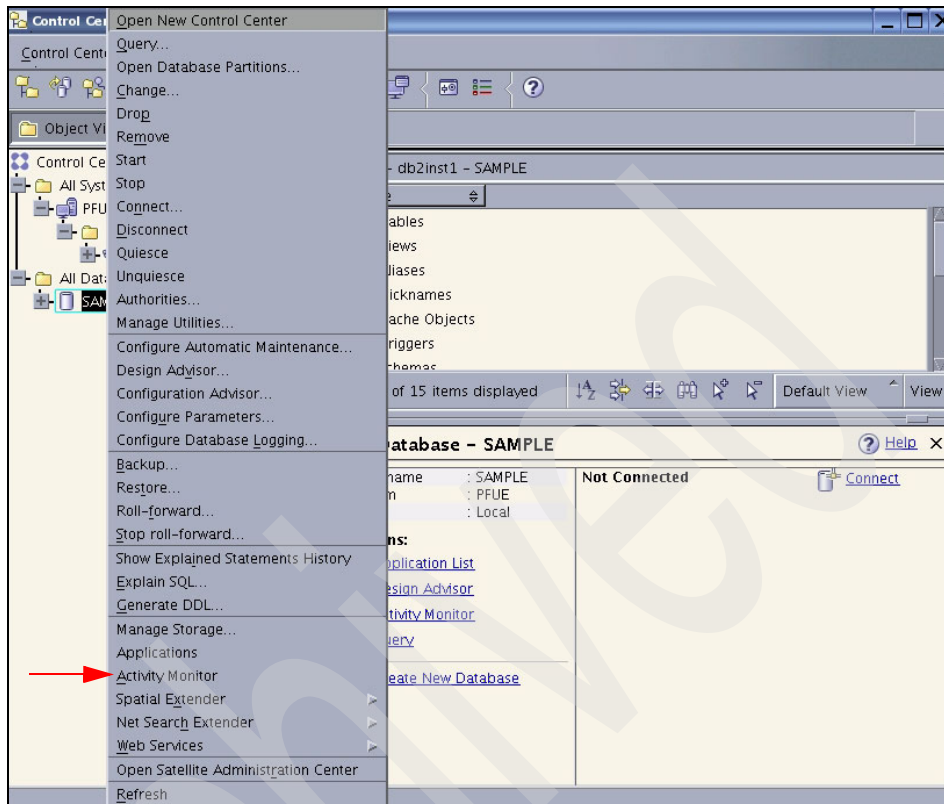 Control Ce
Control Cent
Object Vi
Control Ce
All Syst
PFU
All Data
SAM
Open New Control Center
Query...
Open Database Partitions...
Change...
Drop
Remove
Start
Stop
Connect...
Disconnect
Quiesce
Unquiesce
Authorities...
Manage Utilities...
Configure Automatic Maintenance...
Design Advisor...
Configuration Advisor...
Configure Parameters...
Configure Database Logging...
Backup...
Restore...
Roll-forward...
Stop roll-forward...
Show Explained Statements History
Explain SQL...
Generate DDL...
Manage Storage...
Applications
Activity Monitor
Spatial Extender
Net Search Extender
Web Services
Open Satellite Administration Center
Refresh
- db2inst1 - SAMPLE
ables
iews
liases
icknames
ache Objects
riggers
chemas
of 15 items displayed
Default View
View
atabase - SAMPLE
Help
name : SAMPLE
m : PFUE
: Local
Not Connected
Connect
ns:
pplication List
esign Advisor
tivity Monitor
uery
eate New Database